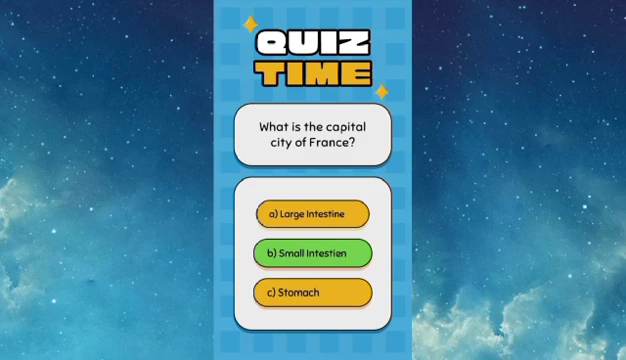 QUIZ
TIME
What is the capital
city of France?
a) Large Intestine
b) Small Intestien
c) Stomach